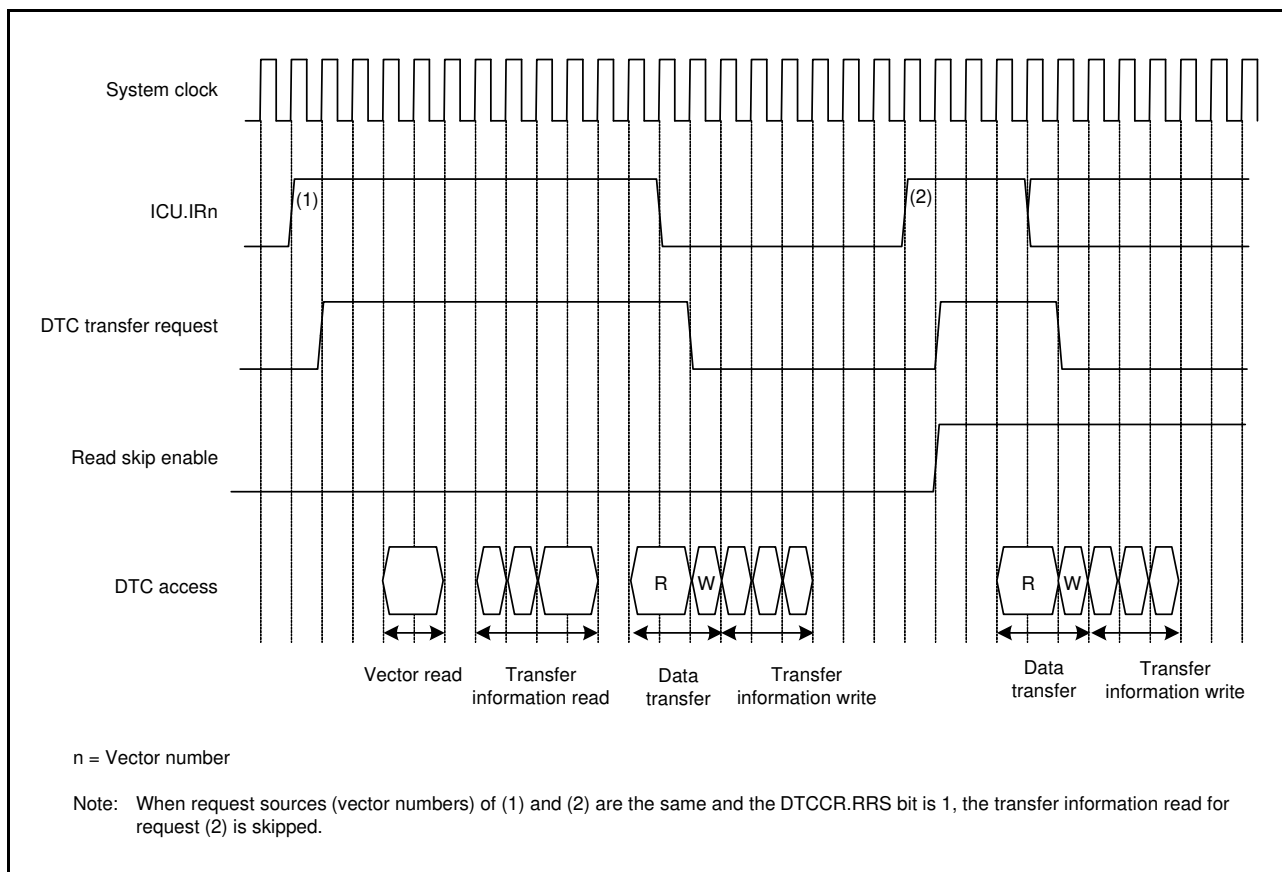 System clock
ICU.IRn
(1)
(2)
DTC transfer request
Read skip enable
DTC access
R
W
R
W
Vector read
Transfer
information read
Data
transfer
Transfer
information write
Data
transfer
Transfer
information write
n = Vector number
Note: When request sources (vector numbers) of (1) and (2) are the same and the DTCCR.RRS bit is 1, the transfer information read for
request (2) is skipped.